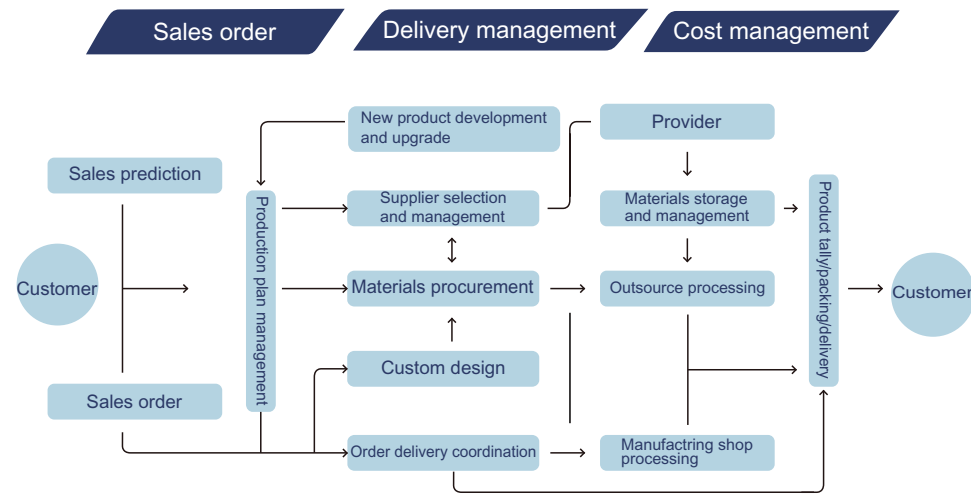 Sales order
Delivery management
Cost management
New product development
and upgrade
Provider
Sales prediction
Production plan management
Supplier selection
and management
Materials storage
and management
Product tally/packing/delivery
Customer
Materials procurement
Outsource processing
Customer
Custom design
Sales order
Order delivery coordination
Manufactring shop
processing